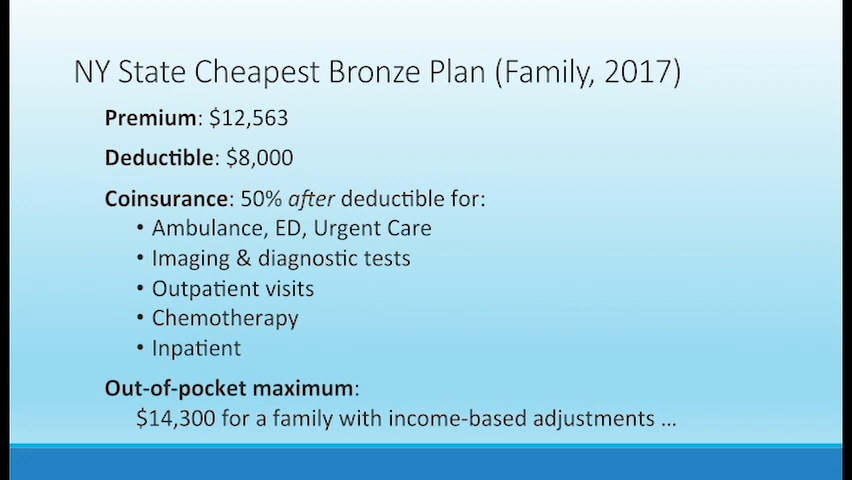 NY State Cheapest Bronze Plan (Family, 2017)
Premium: $12,563
Deductible: $8,000
Coinsurance: 50% after deductible for:
• Ambulance, ED, Urgent Care
• Imaging & diagnostic tests
• Outpatient visits
• Chemotherapy
• Inpatient
Out-of-pocket maximum:
$14,300 for a family with income-based adjustments …